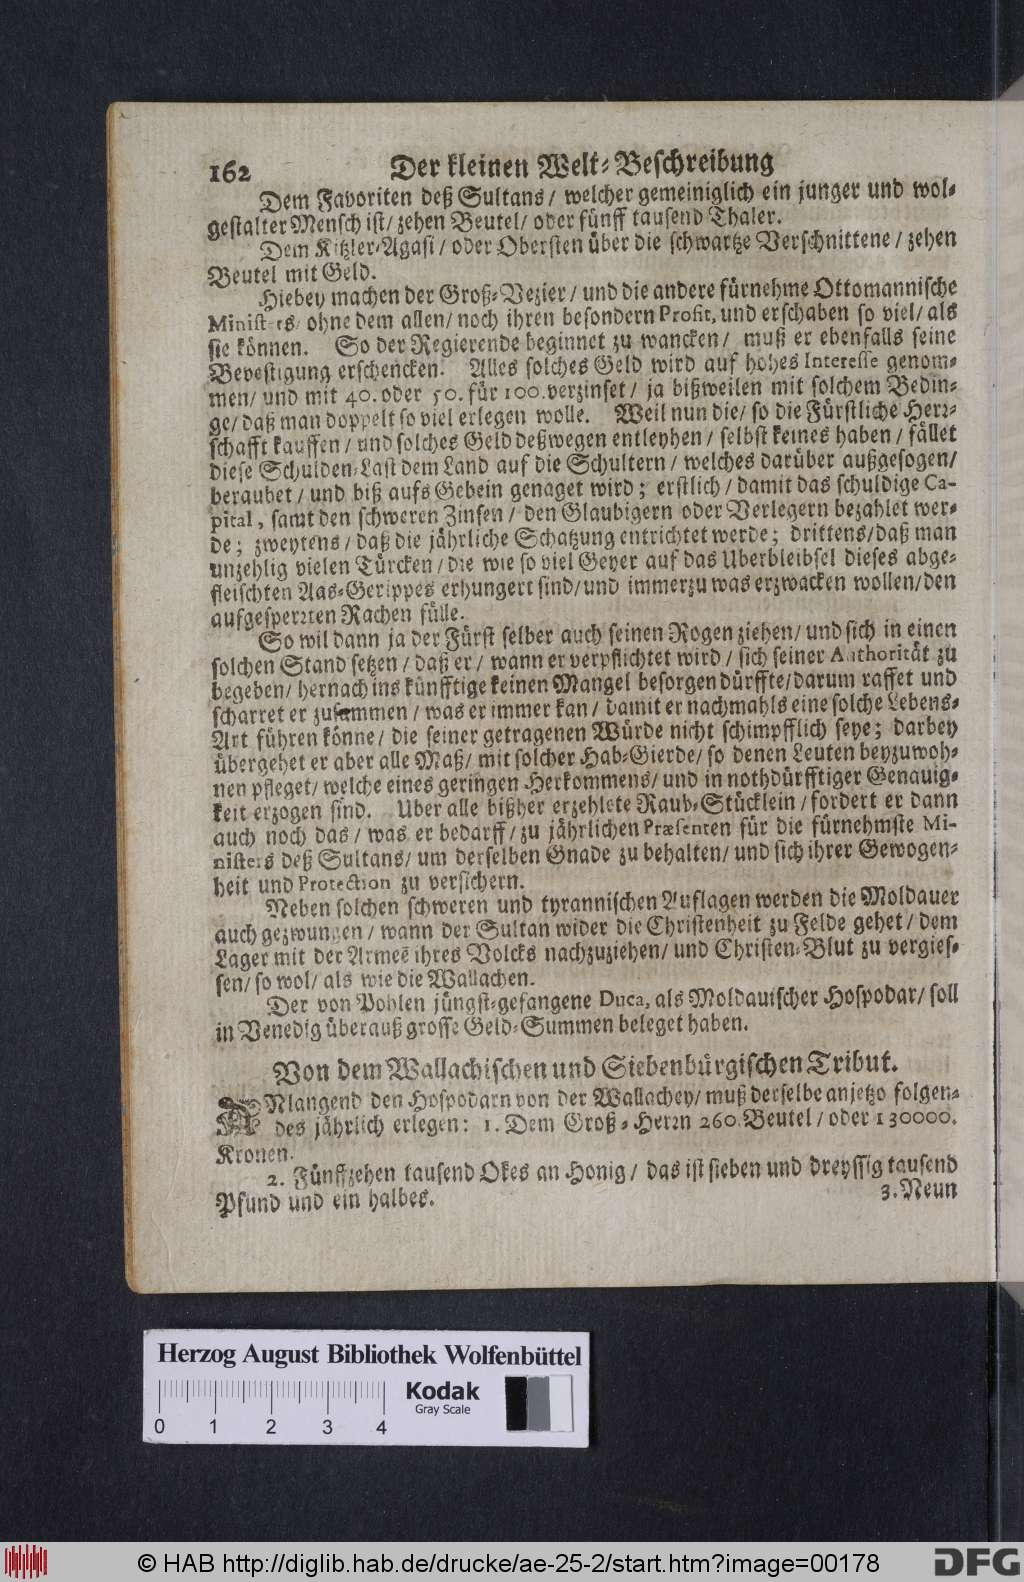 162 Der kleinen Welt-Beschreibung
Dem Favoriten deß Sultans/ welcher gemeiniglich ein junger und wol-
gestalter Mensch ist/ zehen Beutel/ oder fünff tausend Thaler.
Dem Kitzler-Agasi/ oder Obersten über die schwartze Verschnittene/ zehen
Beutel mit Geld.
Hiebey machen der Groß-Vezier/ und die andere fürnehme Ottomannische
Ministers/ ohne dem allen/ noch ihren besondern Profit, und erschaben so viel/ als
sie können. So der Regierende beginnet zu wancken/ muß er ebenfalls seine
Bevestigung erschencken. Alles solches Geld wird auf hohes Interesse genom-
men/ und mit 40. oder 50. für 100. verzinset/ ja bißweilen mit solchem Bedin-
ge/ daß man doppelt so viel erlegen wolle. Weil nun die/ so die Fürstliche Herr-
schafft kauffen/ und solches Geld deßwegen entleyhen/ selbst keines haben/ fället
diese Schulden-Last dem Land auf die Schultern/ welches darüber außgesogen/
beraubet/ und biß aufs Gebein genaget wird; erstlich/ damit das schuldige Ca-
pital, samt den schweren Zinsen/ den Glaubigern oder Verlegern bezahlet wer-
de; zweytens/ daß die jährliche Schatzung entrichtet werde; drittens/ daß man
unzehlig vielen Türcken/ die wie so viel Geyer auf das Uberbleibsel dieses abge-
fleischten Aas-Gerippes erhungert sind/ und immerzu was erzwacken wollen/ den
aufgesperrten Rachen fülle.
So wil dann ja der Fürst selber auch seinen Rogen ziehen/ und sich in einen
solchen Stand setzen/ daß er/ wann er verpflichtet wird/ sich seiner Authorität zu
begeben/ hernach ins künfftige keinen Mangel besorgen dürffte/ darum raffet und
scharret er zusammen/ was er immer kan/ damit er nachmahls eine solche Lebens-
Art führen könne/ die seiner getragenen Würde nicht schimpfflich seye; darbey
übergehet er aber alle Maß/ mit solcher Hab-Gierde/ so denen Leuten beyzuwoh-
nen pfleget/ welche eines geringen Herkommens/ und in nothdürfftiger Genauig-
keit erzogen sind. Uber alle bißher erzehlete Raub-Stücklein/ fordert er dann
auch noch das/ was er bedarff/ zu jährlichen Præsenten für die fürnehmste Mi-
nisters deß Sultans/ um derselben Gnade zu behalten/ und sich ihrer Gewogen-
heit und Protection zu versichern.
Neben solchen schweren und tyrannischen Auflagen werden die Moldauer
auch gezwungen/ wann der Sultan wider die Christenheit zu Felde gehet/ dem
Lager mit der Armeé ihres Volcks nachzuziehen/ und Christen-Blut zu vergies-
sen/ so wol/ als wie die Wallachen.
Der von Pohlen jüngst-gefangene Duca, als Moldauischer Hospodar/ soll
in Venedig überauß grosse Geld-Summen beleget haben.
Von dem Wallachischen und Siebenbürgischen Tribut.
ANlangend den Hospodarn von der Wallachey/ muß derselbe anjetzo folgen-
des jährlich erlegen: 1. Dem Groß-Herrn 260. Beutel/ oder 130000.
Kronen.
2. Fünffzehen tausend Okes an Honig/ das ist sieben und dreyssig tausend
Pfund und ein halbes.
3. Neun
Herzog August Bibliothek Wolfenbüttel
Kodak
Gray Scale
0 1 2 3 4
© HAB http://diglib.hab.de/drucke/ae-25-2/start.htm?image=00178
DFG